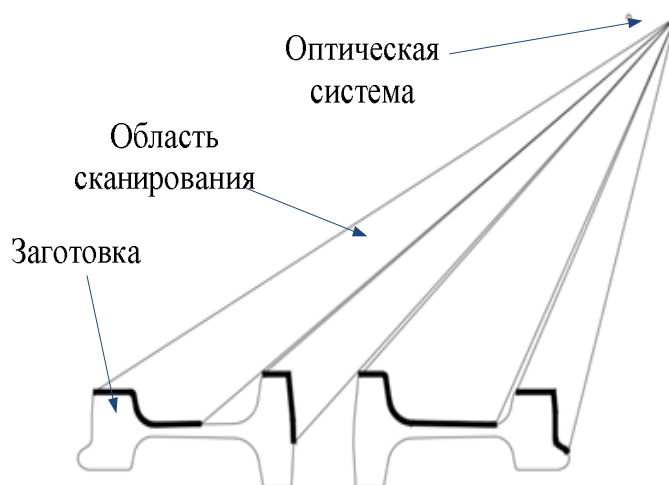 Оптическая
система
Область
сканирования
Заготовка